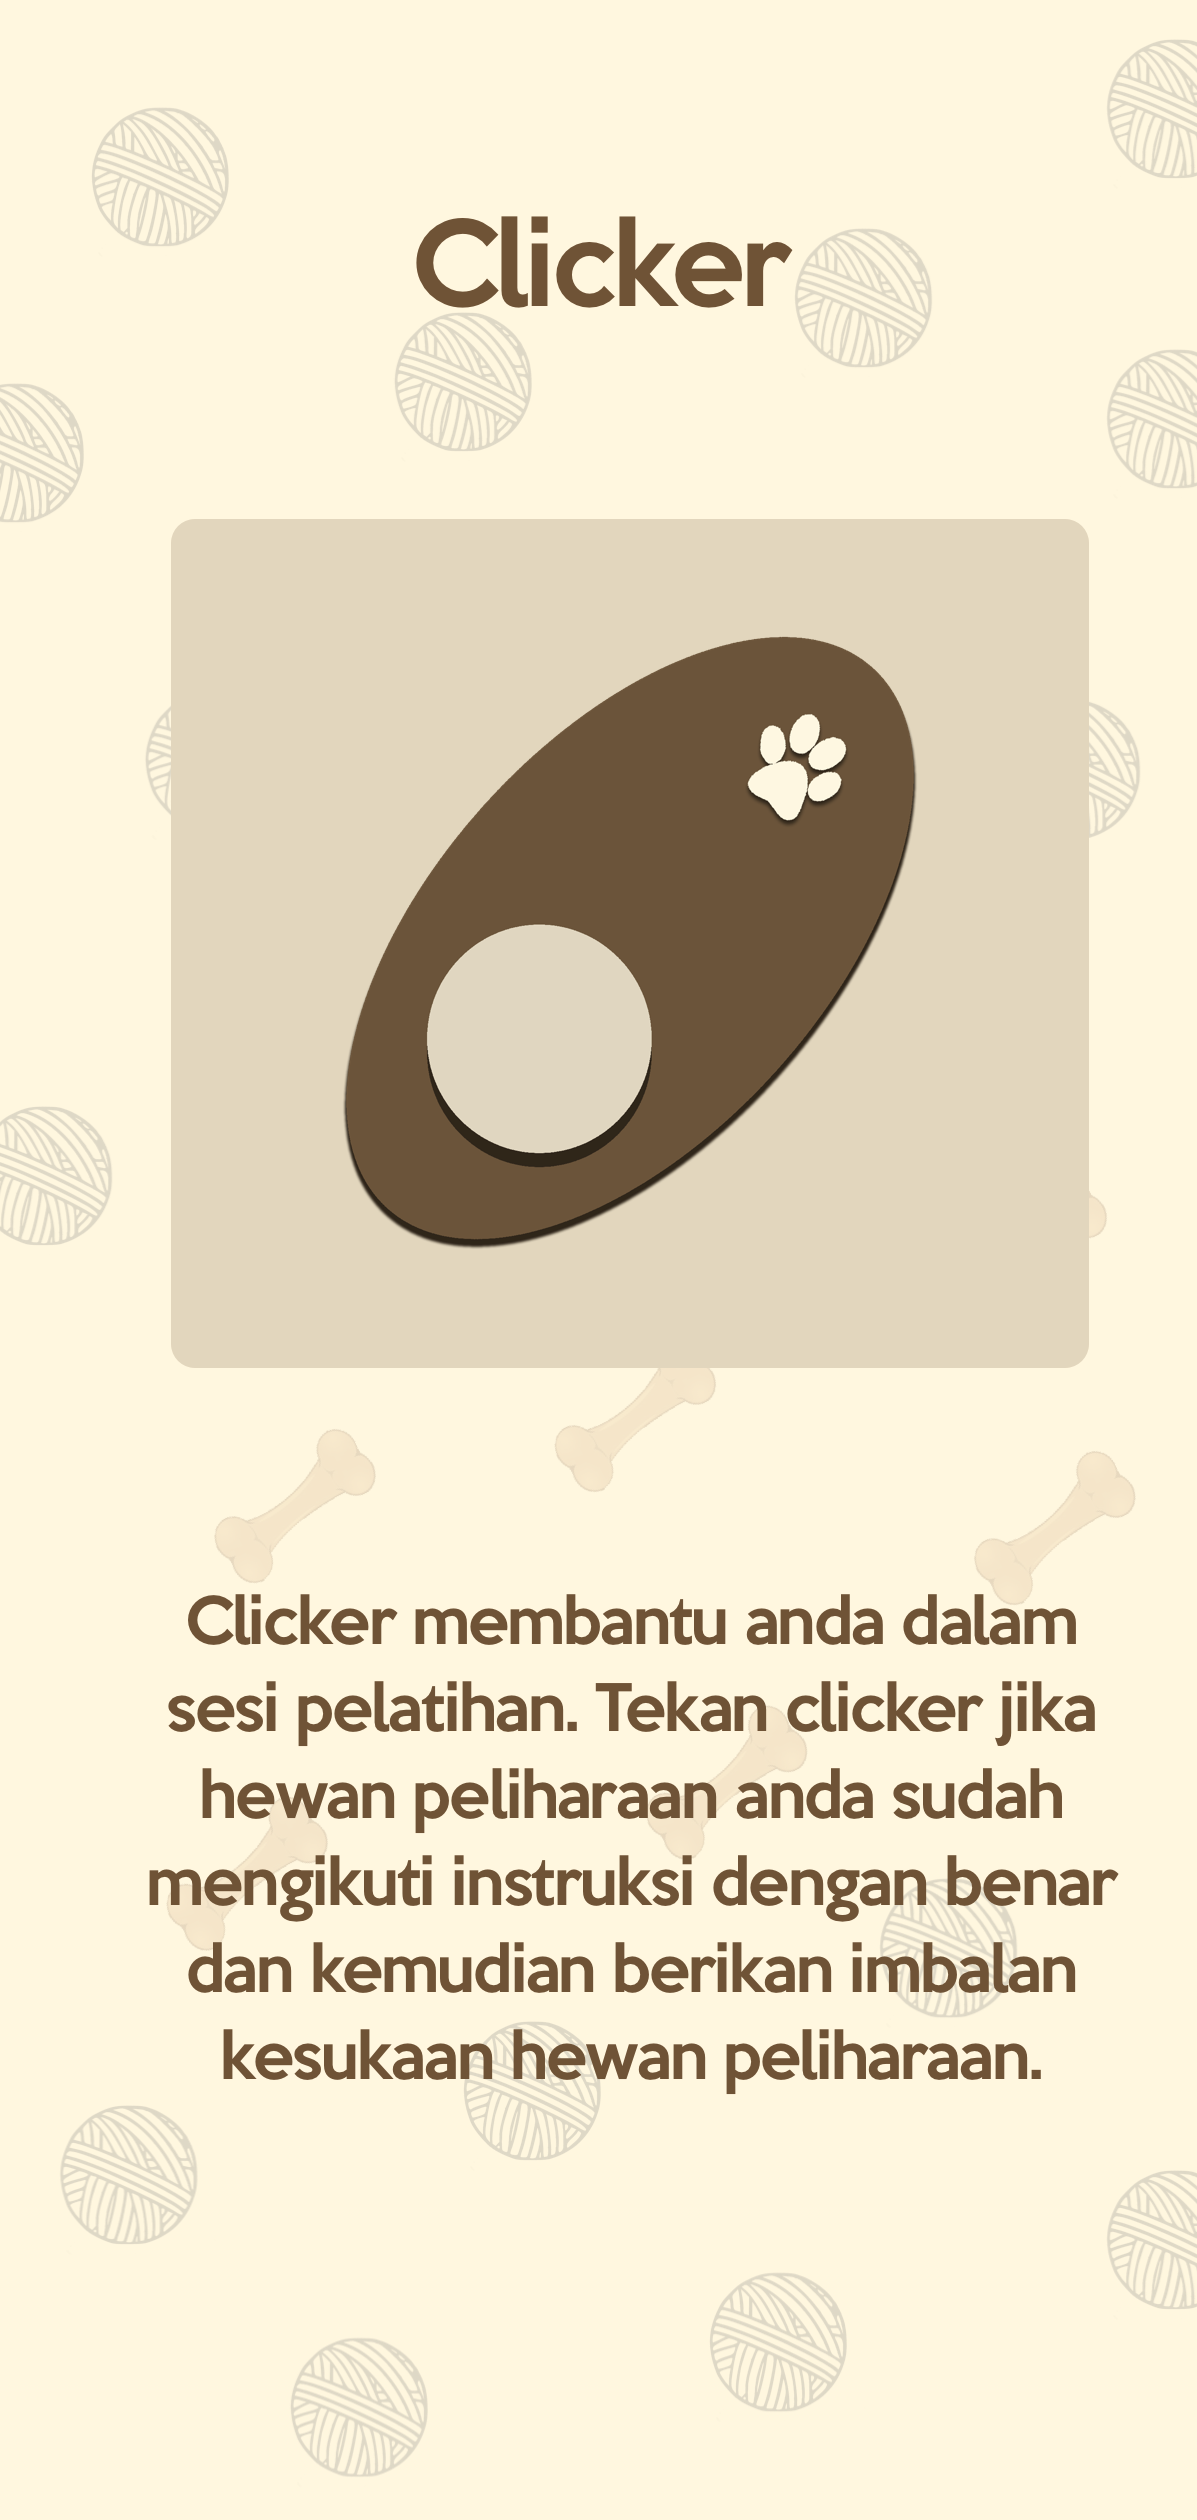 Clicker
Clicker membantu anda dalam
sesi pelatihan. Tekan clicker jika
hewan peliharaan anda sudah
mengikuti instruksi dengan benar
dan kemudian berikan imbalan
kesukaan hewan peliharaan.